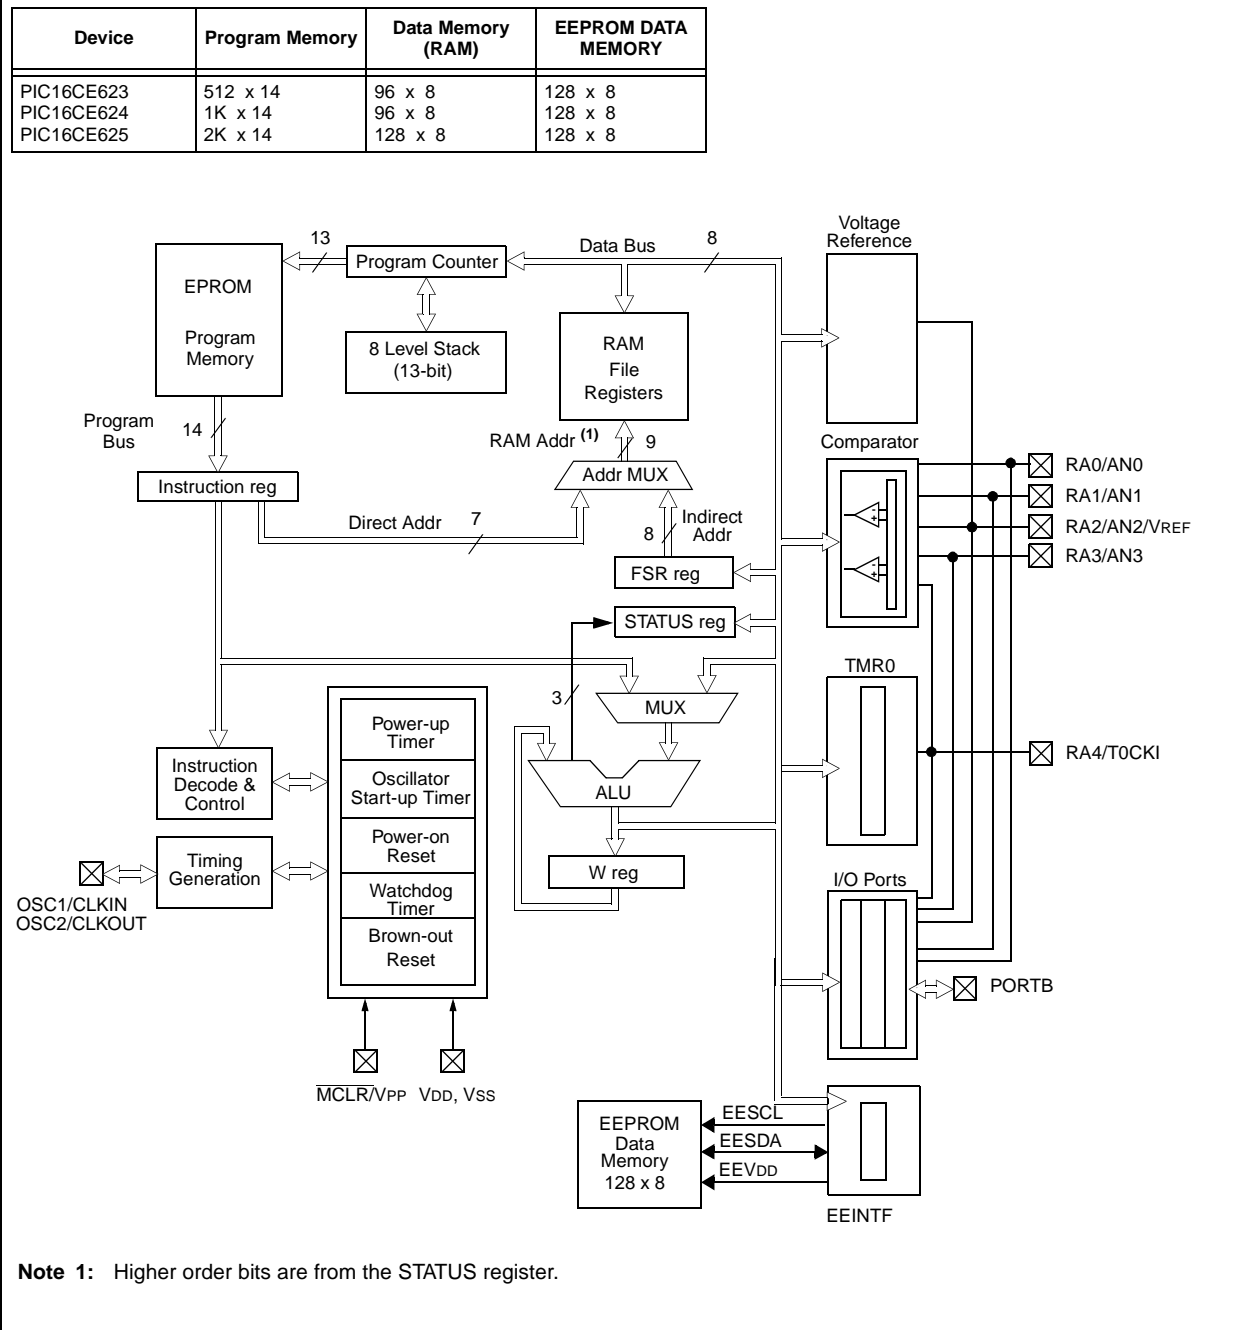 Device Program Memory Data Memory (RAM) EEPROM DATA MEMORY
PIC16CE623 512 x 14 96 x 8 128 x 8
PIC16CE624 1K x 14 96 x 8 128 x 8
PIC16CE625 2K x 14 128 x 8 128 x 8
Voltage
Reference
13
Data Bus
8
Program Counter
EPROM
Program
Memory
8 Level Stack
(13-bit)
RAM
File
Registers
Program
Bus
14
RAM Addr (1)
9
Comparator
Addr MUX
Instruction reg
Direct Addr
7
8
Indirect
Addr
FSR reg
STATUS reg
- +
- +
RA0/AN0
RA1/AN1
RA2/AN2/VREF
RA3/AN3
TMR0
3
MUX
Power-up
Timer
Instruction
Decode &
Control
Oscillator
Start-up Timer
ALU
RA4/T0CKI
Power-on
Reset
Timing
Generation
W reg
Watchdog
Timer
I/O Ports
OSC1/CLKIN
OSC2/CLKOUT
Brown-out
Reset
PORTB
MCLR/VPP VDD, VSS
EEPROM
Data
Memory
128 x 8
EESCL
EESDA
EEVDD
EEINTF
Note 1: Higher order bits are from the STATUS register.